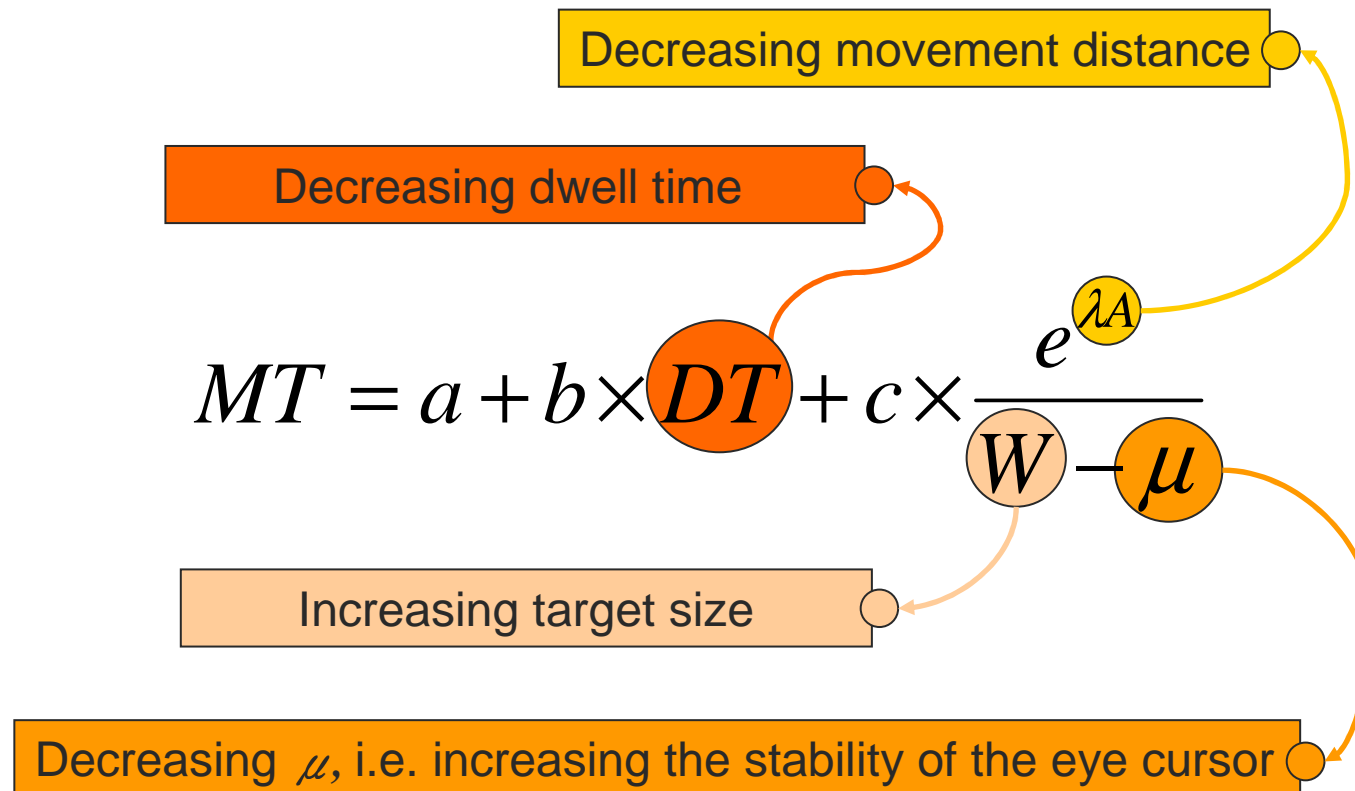 Decreasing movement distance
Decreasing dwell time
MT = a + b × DT + c × e^{λA} / (W − μ)
Increasing target size
Decreasing μ, i.e. increasing the stability of the eye cursor